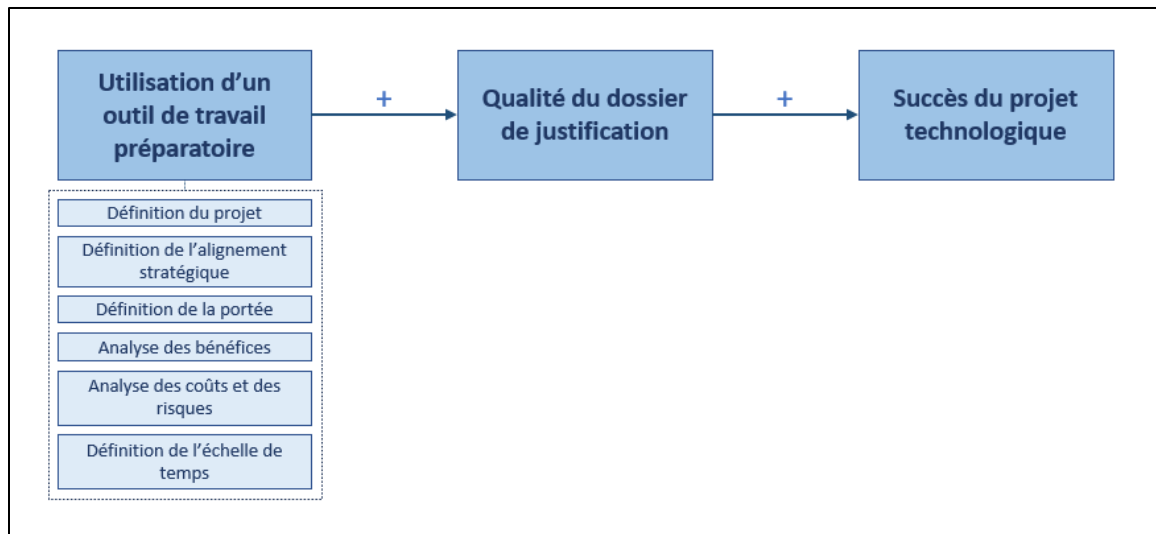 Utilisation d’un
outil de travail
préparatoire
+
Qualité du dossier
de justification
+
Succès du projet
technologique
Définition du projet
Définition de l’alignement
stratégique
Définition de la portée
Analyse des bénéfices
Analyse des coûts et des
risques
Définition de l’échelle de
temps